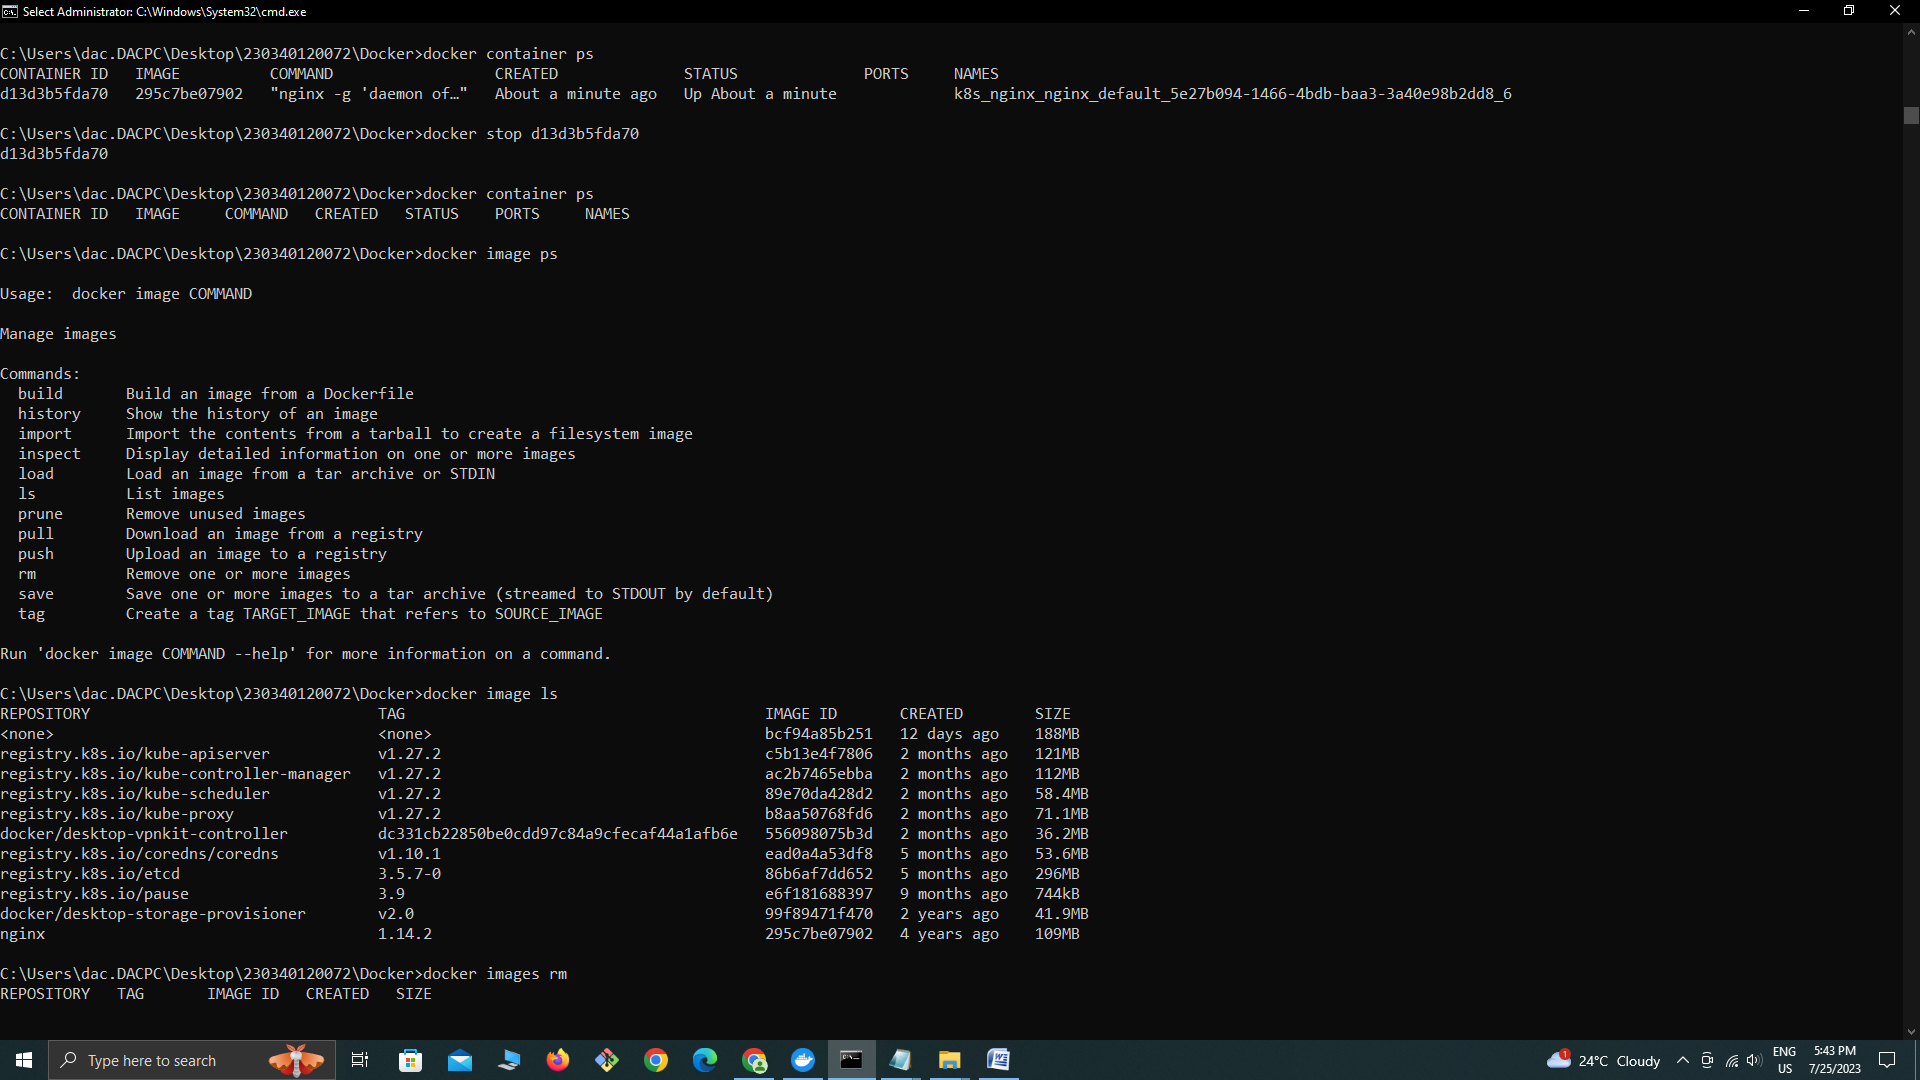 Select Administrator: C:\Windows\System32\cmd.exe
C:\Users\dac.DACPC\Desktop\230340120072\Docker>docker container ps
CONTAINER ID   IMAGE          COMMAND                  CREATED              STATUS              PORTS     NAMES
d13d3b5fda70   295c7be07902   "nginx -g 'daemon of…"   About a minute ago   Up About a minute             k8s_nginx_nginx_default_5e27b094-1466-4bdb-baa3-3a40e98b2dd8_6
C:\Users\dac.DACPC\Desktop\230340120072\Docker>docker stop d13d3b5fda70
d13d3b5fda70
C:\Users\dac.DACPC\Desktop\230340120072\Docker>docker container ps
CONTAINER ID   IMAGE     COMMAND   CREATED   STATUS    PORTS     NAMES
C:\Users\dac.DACPC\Desktop\230340120072\Docker>docker image ps
Usage:  docker image COMMAND
Manage images
Commands:
  build       Build an image from a Dockerfile
  history     Show the history of an image
  import      Import the contents from a tarball to create a filesystem image
  inspect     Display detailed information on one or more images
  load        Load an image from a tar archive or STDIN
  ls          List images
  prune       Remove unused images
  pull        Download an image from a registry
  push        Upload an image to a registry
  rm          Remove one or more images
  save        Save one or more images to a tar archive (streamed to STDOUT by default)
  tag         Create a tag TARGET_IMAGE that refers to SOURCE_IMAGE
Run 'docker image COMMAND --help' for more information on a command.
C:\Users\dac.DACPC\Desktop\230340120072\Docker>docker image ls
REPOSITORY                                TAG                                        IMAGE ID       CREATED        SIZE
<none>                                    <none>                                     bcf94a85b251   12 days ago    188MB
registry.k8s.io/kube-apiserver            v1.27.2                                    c5b13e4f7806   2 months ago   121MB
registry.k8s.io/kube-controller-manager   v1.27.2                                    ac2b7465ebba   2 months ago   112MB
registry.k8s.io/kube-scheduler            v1.27.2                                    89e70da428d2   2 months ago   58.4MB
registry.k8s.io/kube-proxy                v1.27.2                                    b8aa50768fd6   2 months ago   71.1MB
docker/desktop-vpnkit-controller          dc331cb22850be0cdd97c84a9cfecaf44a1afb6e   556098075b3d   2 months ago   36.2MB
registry.k8s.io/coredns/coredns           v1.10.1                                    ead0a4a53df8   5 months ago   53.6MB
registry.k8s.io/etcd                      3.5.7-0                                    86b6af7dd652   5 months ago   296MB
registry.k8s.io/pause                     3.9                                        e6f181688397   9 months ago   744kB
docker/desktop-storage-provisioner        v2.0                                       99f89471f470   2 years ago    41.9MB
nginx                                     1.14.2                                     295c7be07902   4 years ago    109MB
C:\Users\dac.DACPC\Desktop\230340120072\Docker>docker images rm
REPOSITORY   TAG       IMAGE ID   CREATED   SIZE
Type here to search
1
24°C Cloudy
ENG
US
5:43 PM
7/25/2023